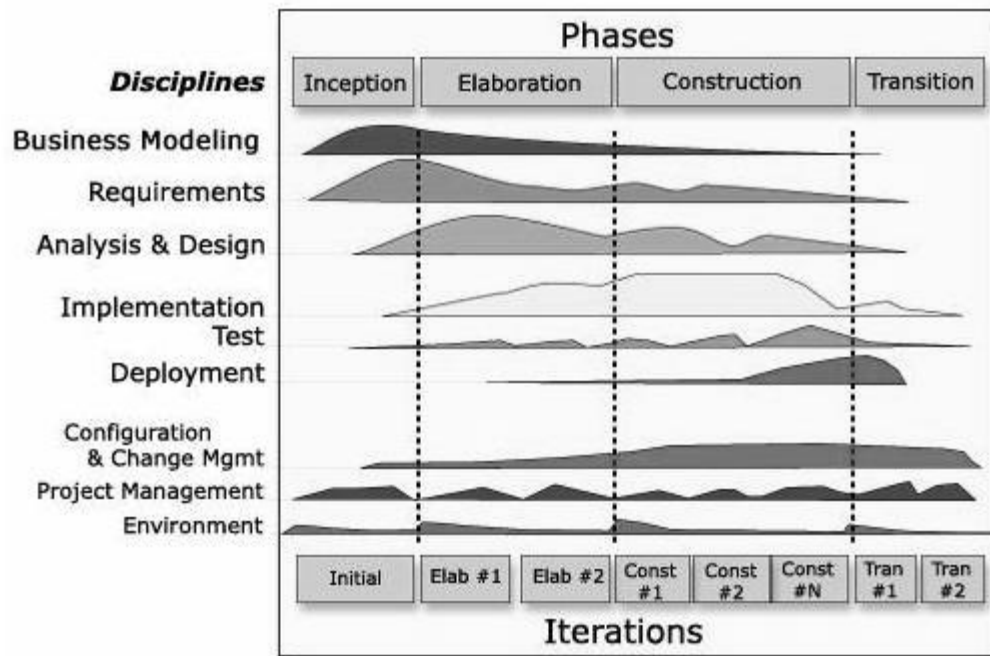 Phases
Disciplines
Inception
Elaboration
Construction
Transition
Business Modeling
Requirements
Analysis & Design
Implementation
Test
Deployment
Configuration
& Change Mgmt
Project Management
Environment
Initial
Elab #1
Elab #2
Const
#1
Const
#2
Const
#N
Tran
#1
Tran
#2
Iterations